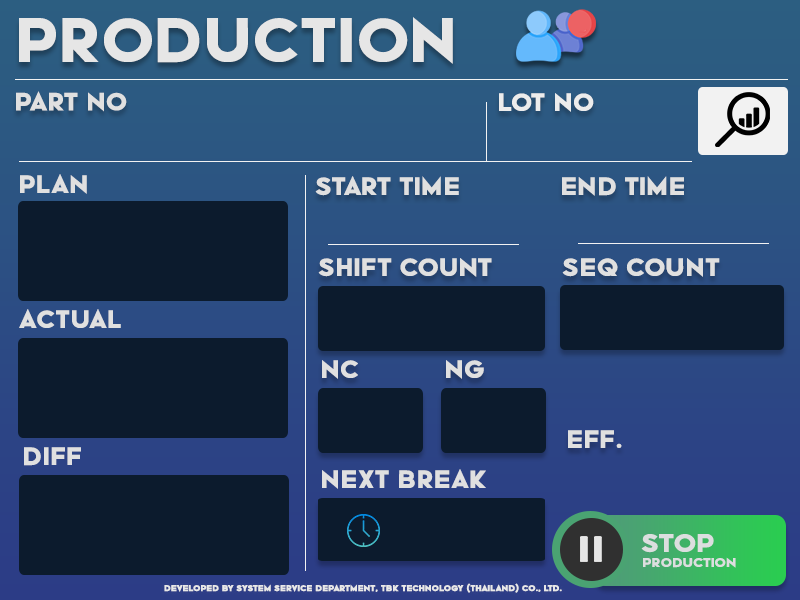 PRODUCTION
PART NO
LOT NO
PLAN
START TIME
END TIME
SHIFT COUNT
SEQ COUNT
ACTUAL
NC
NG
EFF.
DIFF
NEXT BREAK
STOP
PRODUCTION
DEVELOPED BY SYSTEM SERVICE DEPARTMENT, TBK TECHNOLOGY (THAILAND) CO., LTD.